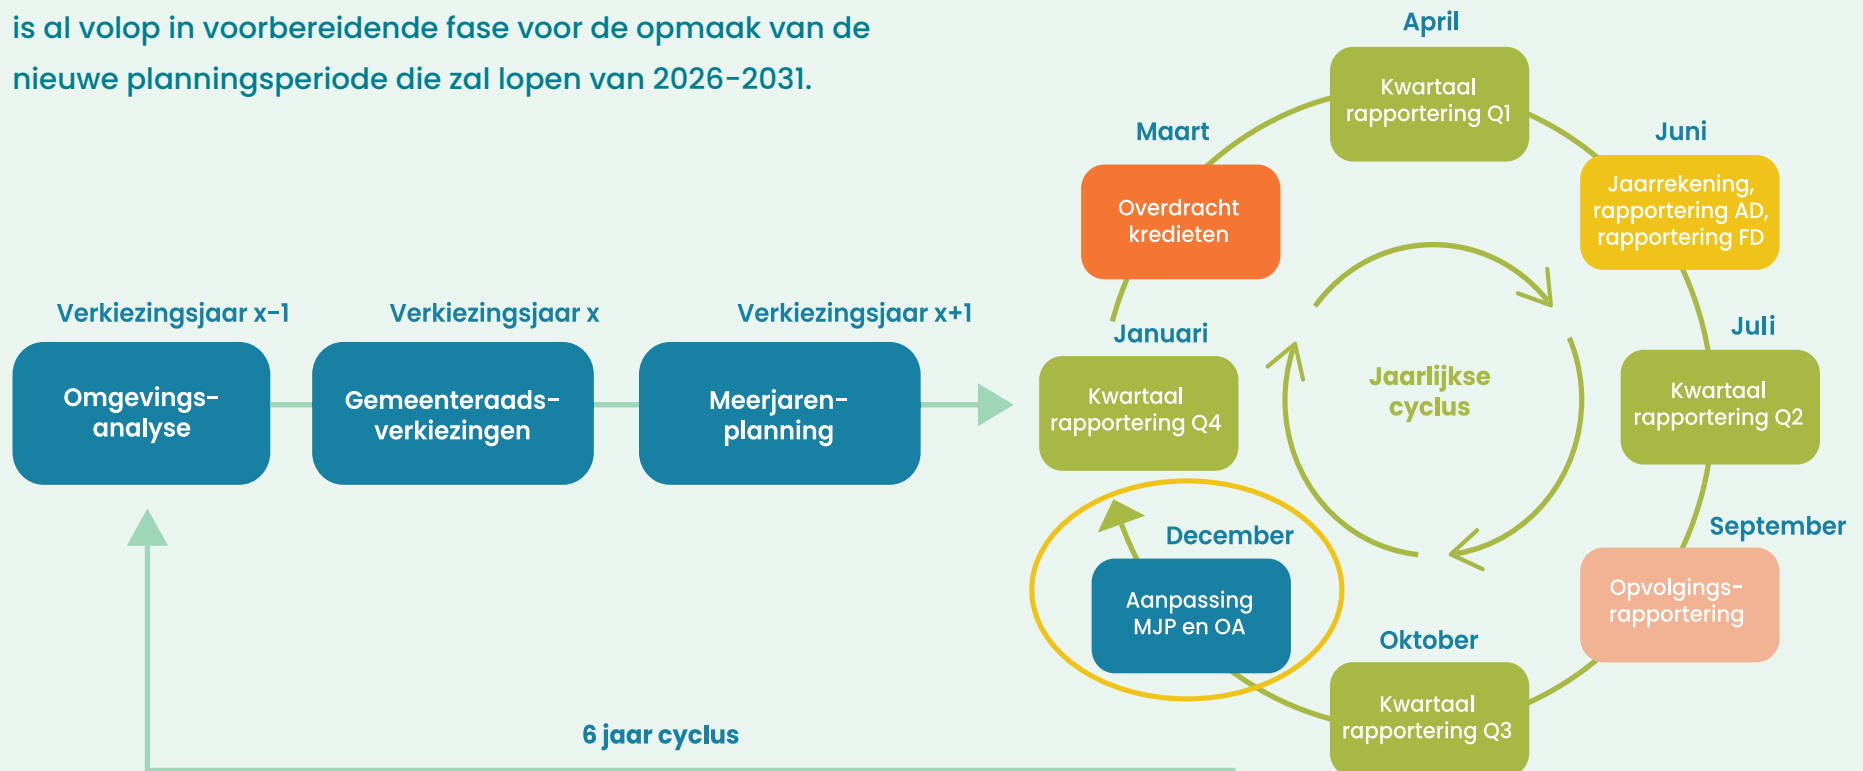 is al volop in voorbereidende fase voor de opmaak van de
nieuwe planningsperiode die zal lopen van 2026-2031.
Verkiezingsjaar x-1
Omgevings-
analyse
Verkiezingsjaar x
Gemeenteraads-
verkiezingen
Verkiezingsjaar x+1
Meerjaren-
planning
Januari
Kwartaal
rapportering Q4
Maart
Overdracht
kredieten
April
Kwartaal
rapportering Q1
Juni
Jaarrekening,
rapportering AD,
rapportering FD
Juli
Kwartaal
rapportering Q2
September
Opvolgings-
rapportering
Oktober
Kwartaal
rapportering Q3
December
Aanpassing
MJP en OA
Jaarlijkse
cyclus
6 jaar cyclus